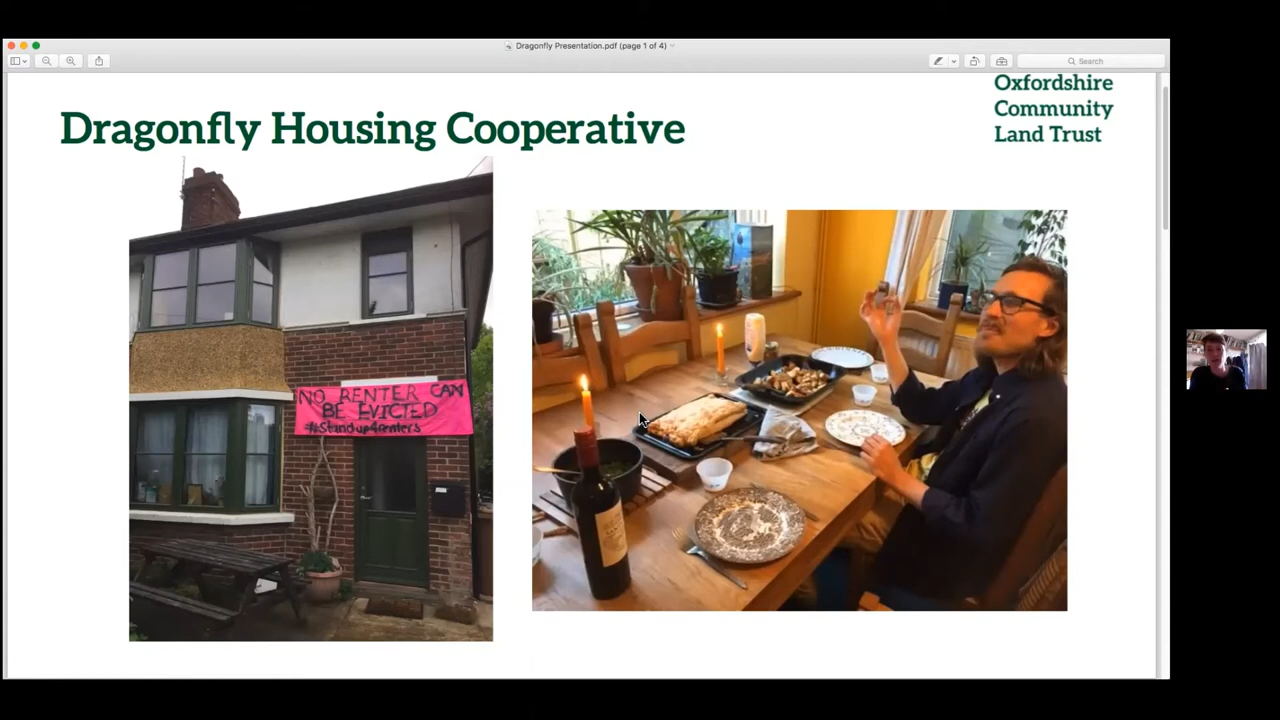 Dragonfly Presentation.pdf (page 1 of 4)
Search
Oxfordshire
Community
Land Trust
Dragonfly Housing Cooperative
NO RENTER CAN
BE EVICTED
#Standup4renters